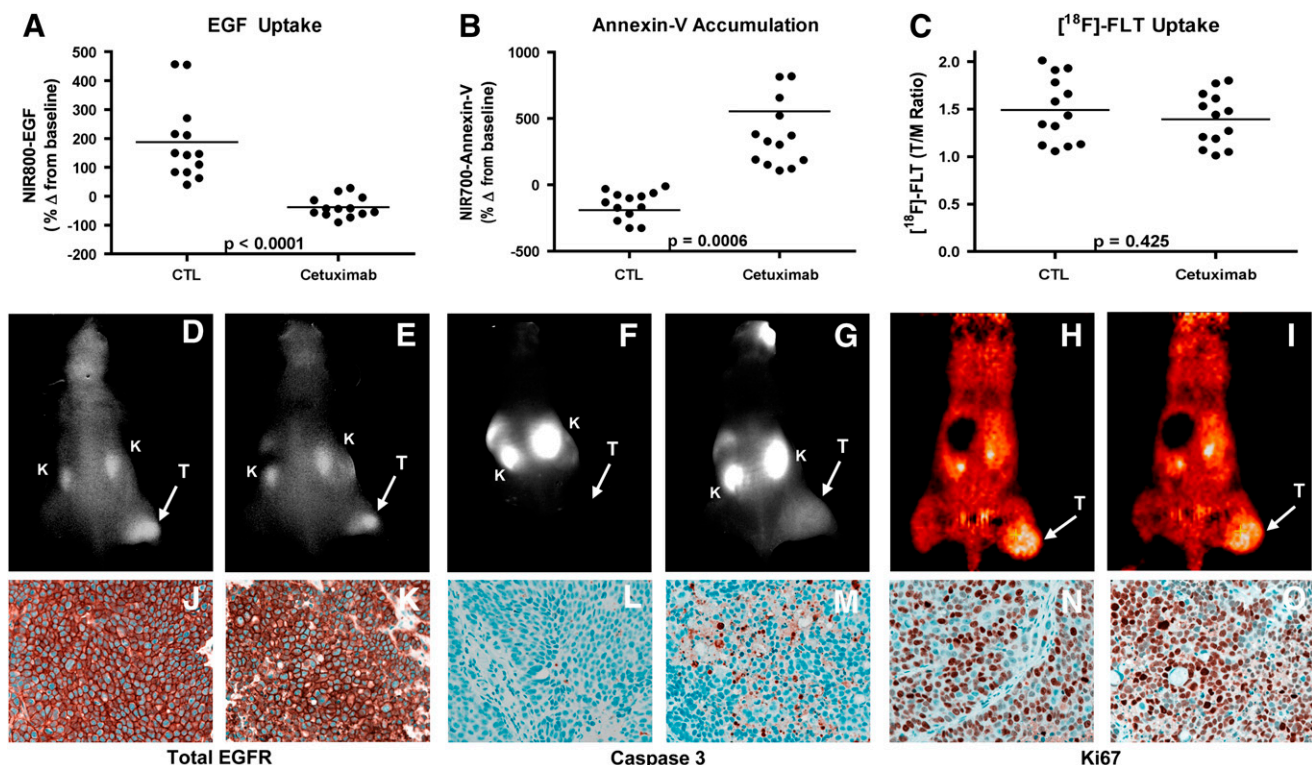 A EGF Uptake
NIR800-EGF
(% Δ from baseline)
500
400
300
200
100
0
-100
-200
p < 0.0001
CTL Cetuximab
B Annexin-V Accumulation
NIR700-Annexin-V
(% Δ from baseline)
1000
500
0
-500
p = 0.0006
CTL Cetuximab
C [¹⁸F]-FLT Uptake
[¹⁸F]-FLT (T/M Ratio)
2.0
1.5
1.0
0.5
0.0
p = 0.425
CTL Cetuximab
D
K
K
T
E
K
K
T
F
K
K
T
G
K
K
T
H
T
I
T
J
K
L
M
N
O
Total EGFR Caspase 3 Ki67